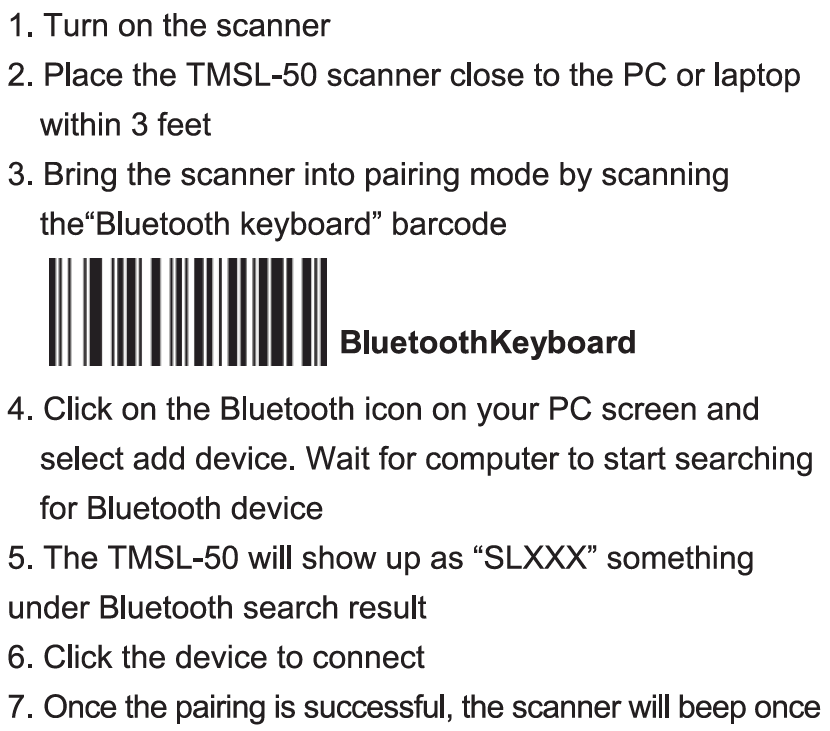 1. Turn on the scanner
2. Place the TMSL-50 scanner close to the PC or laptop
within 3 feet
3. Bring the scanner into pairing mode by scanning
the“Bluetooth keyboard” barcode
BluetoothKeyboard
4. Click on the Bluetooth icon on your PC screen and
select add device. Wait for computer to start searching
for Bluetooth device
5. The TMSL-50 will show up as “SLXXX” something
under Bluetooth search result
6. Click the device to connect
7. Once the pairing is successful, the scanner will beep once